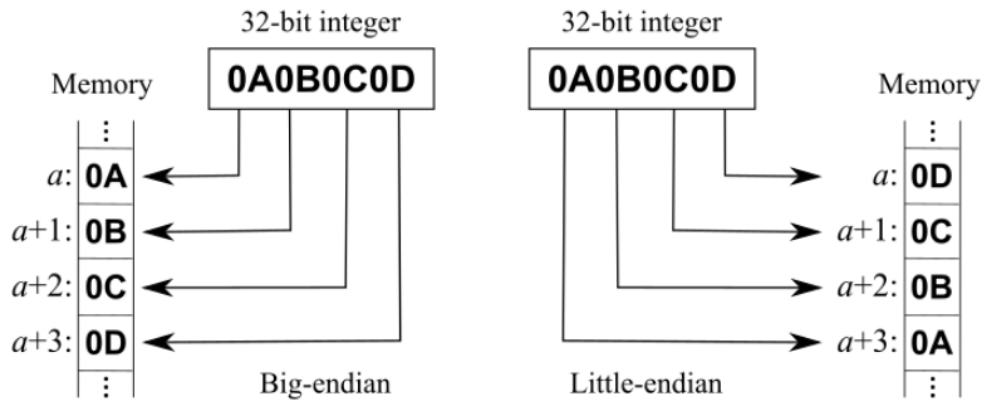 32-bit integer
0A0B0C0D
Memory
⋮
a: 0A
a+1: 0B
a+2: 0C
a+3: 0D
⋮
Big-endian
32-bit integer
0A0B0C0D
Memory
⋮
a: 0D
a+1: 0C
a+2: 0B
a+3: 0A
⋮
Little-endian